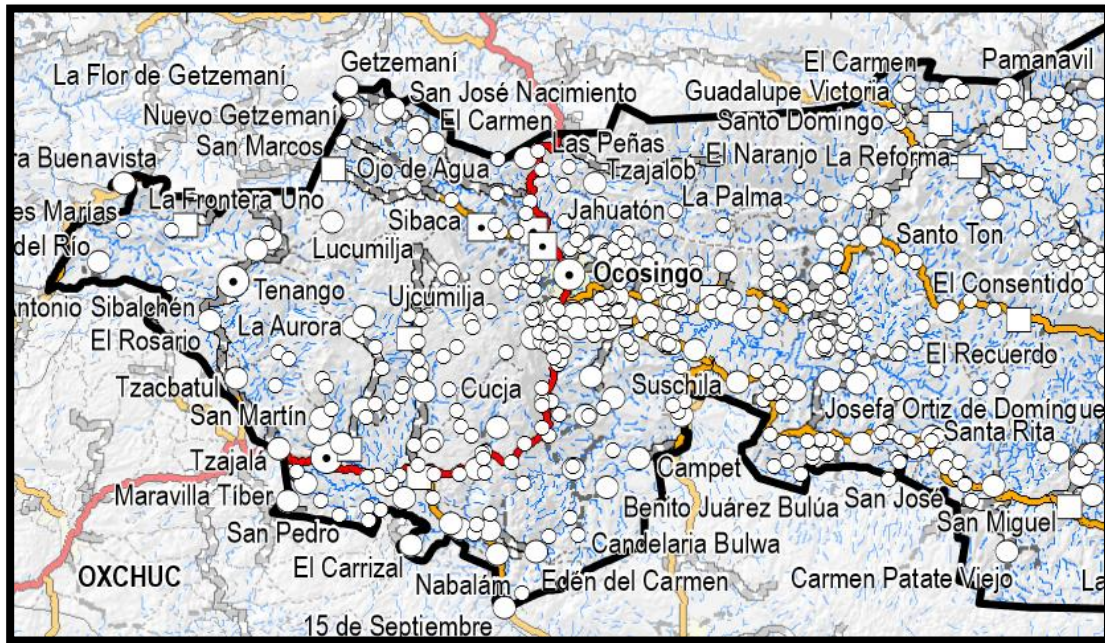 Getzemaní
El Carmen
Pamanavil
La Flor de Getzemaní
San José Nacimiento
Guadalupe Victoria
Nuevo Getzemaní
El Carmen
Santo Domingo
San Marcos
Las Peñas
ra Buenavista
Ojo de Agua
Tzajalob
El Naranjo
La Reforma
La Frontera Uno
La Palma
es Marías
Sibaca
Jahuatón
del Río
Lucumilja
Santo Ton
Ocosingo
Tenango
Ujcumilja
El Consentido
Antonio Sibalchén
La Aurora
El Rosario
El Recuerdo
Tzacbatul
Cucja
Suschila
San Martín
Josefa Ortiz de Domíngue
Santa Rita
Tzajalá
Campet
Maravilla Tíber
San José
Benito Juárez Bulúa
San Miguel
San Pedro
Candelaria Bulwa
El Carrizal
OXCHUC
Nabalám
Edén del Carmen
Carmen Patate Viejo
La
15 de Septiembre